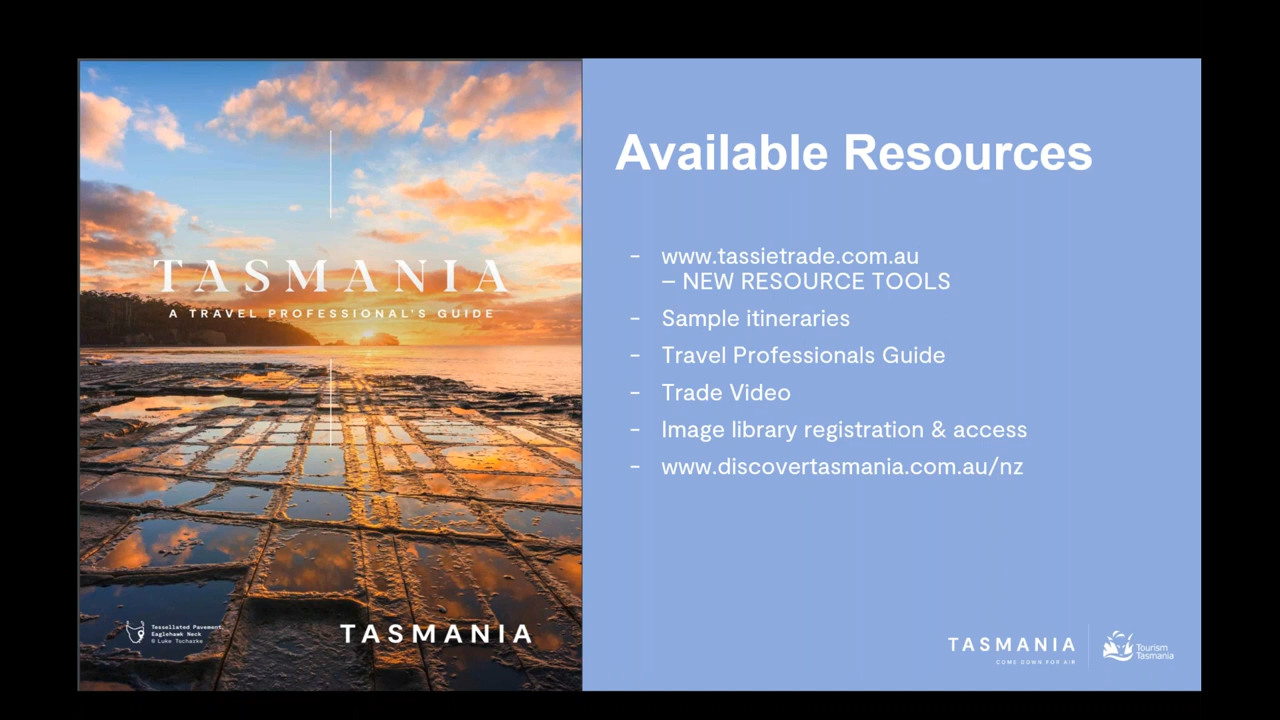 TASMANIA
A TRAVEL PROFESSIONAL'S GUIDE
Tessellated Pavement,
Eaglehawk Neck
© Luke Tscharke
TASMANIA
Available Resources
- www.tassietrade.com.au
– NEW RESOURCE TOOLS
- Sample itineraries
- Travel Professionals Guide
- Trade Video
- Image library registration & access
- www.discovertasmania.com.au/nz
TASMANIA
COME DOWN FOR AIR
Tourism
Tasmania